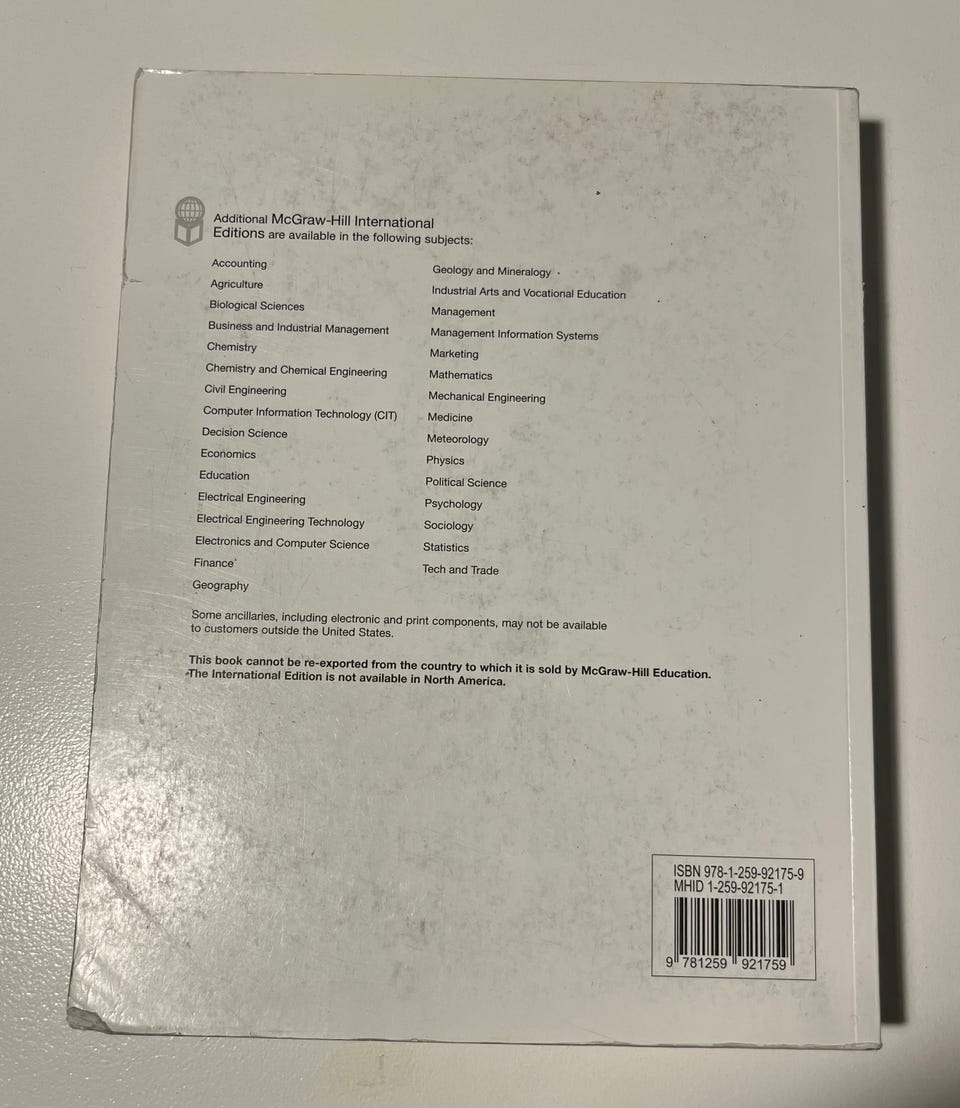 Additional McGraw-Hill International
Editions are available in the following subjects:
Accounting
Agriculture
Biological Sciences
Business and Industrial Management
Chemistry
Chemistry and Chemical Engineering
Civil Engineering
Computer Information Technology (CIT)
Decision Science
Economics
Education
Electrical Engineering
Electrical Engineering Technology
Electronics and Computer Science
Finance
Geography
Geology and Mineralogy
Industrial Arts and Vocational Education
Management
Management Information Systems
Marketing
Mathematics
Mechanical Engineering
Medicine
Meteorology
Physics
Political Science
Psychology
Sociology
Statistics
Tech and Trade
Some ancillaries, including electronic and print components, may not be available
to customers outside the United States.
This book cannot be re-exported from the country to which it is sold by McGraw-Hill Education.
The International Edition is not available in North America.
ISBN 978-1-259-92175-9
MHID 1-259-92175-1
9 781259 921759